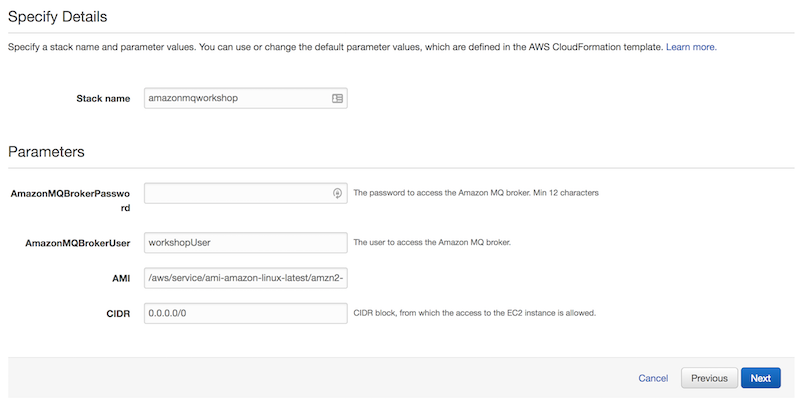 Specify Details
Specify a stack name and parameter values. You can use or change the default parameter values, which are defined in the AWS CloudFormation template. Learn more.
Stack name amazonmqworkshop
Parameters
AmazonMQBrokerPasswo
rd
The password to access the Amazon MQ broker. Min 12 characters
AmazonMQBrokerUser workshopUser The user to access the Amazon MQ broker.
AMI /aws/service/ami-amazon-linux-latest/amzn2-
CIDR 0.0.0.0/0 CIDR block, from which the access to the EC2 instance is allowed.
Cancel Previous Next